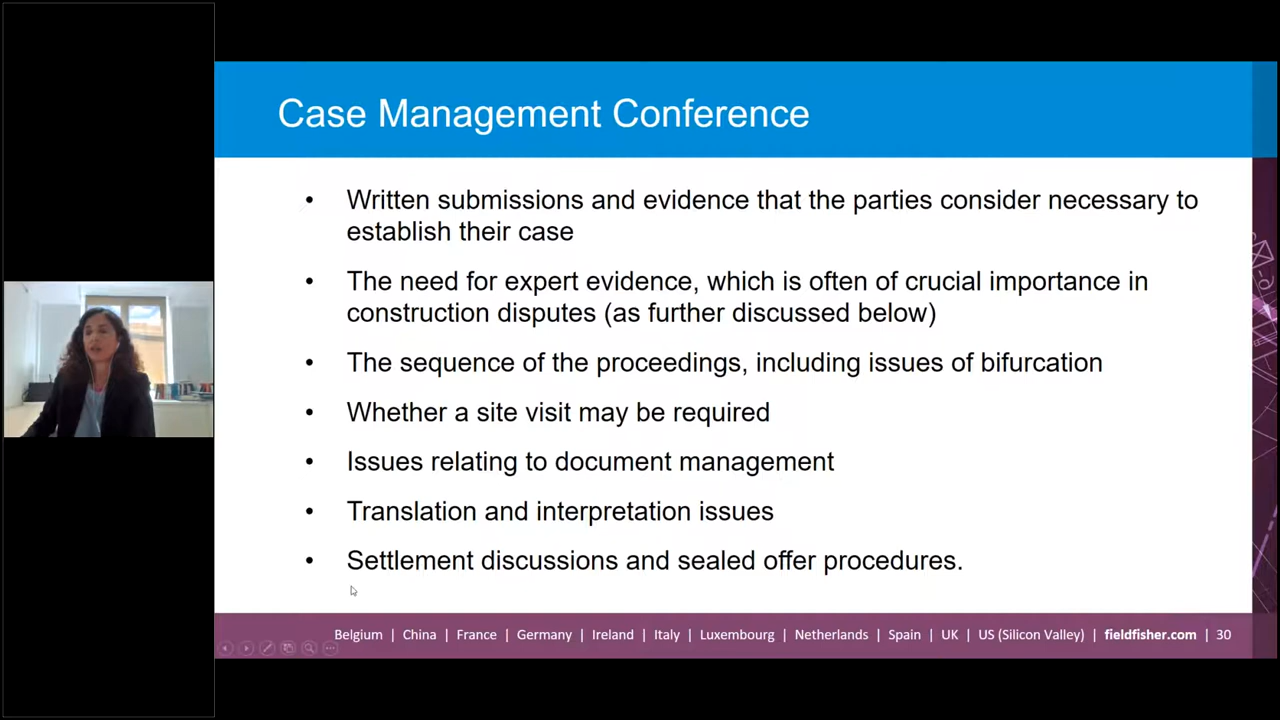 Case Management Conference
• Written submissions and evidence that the parties consider necessary to
establish their case
• The need for expert evidence, which is often of crucial importance in
construction disputes (as further discussed below)
• The sequence of the proceedings, including issues of bifurcation
• Whether a site visit may be required
• Issues relating to document management
• Translation and interpretation issues
• Settlement discussions and sealed offer procedures.
Belgium | China | France | Germany | Ireland | Italy | Luxembourg | Netherlands | Spain | UK | US (Silicon Valley) | fieldfisher.com | 30